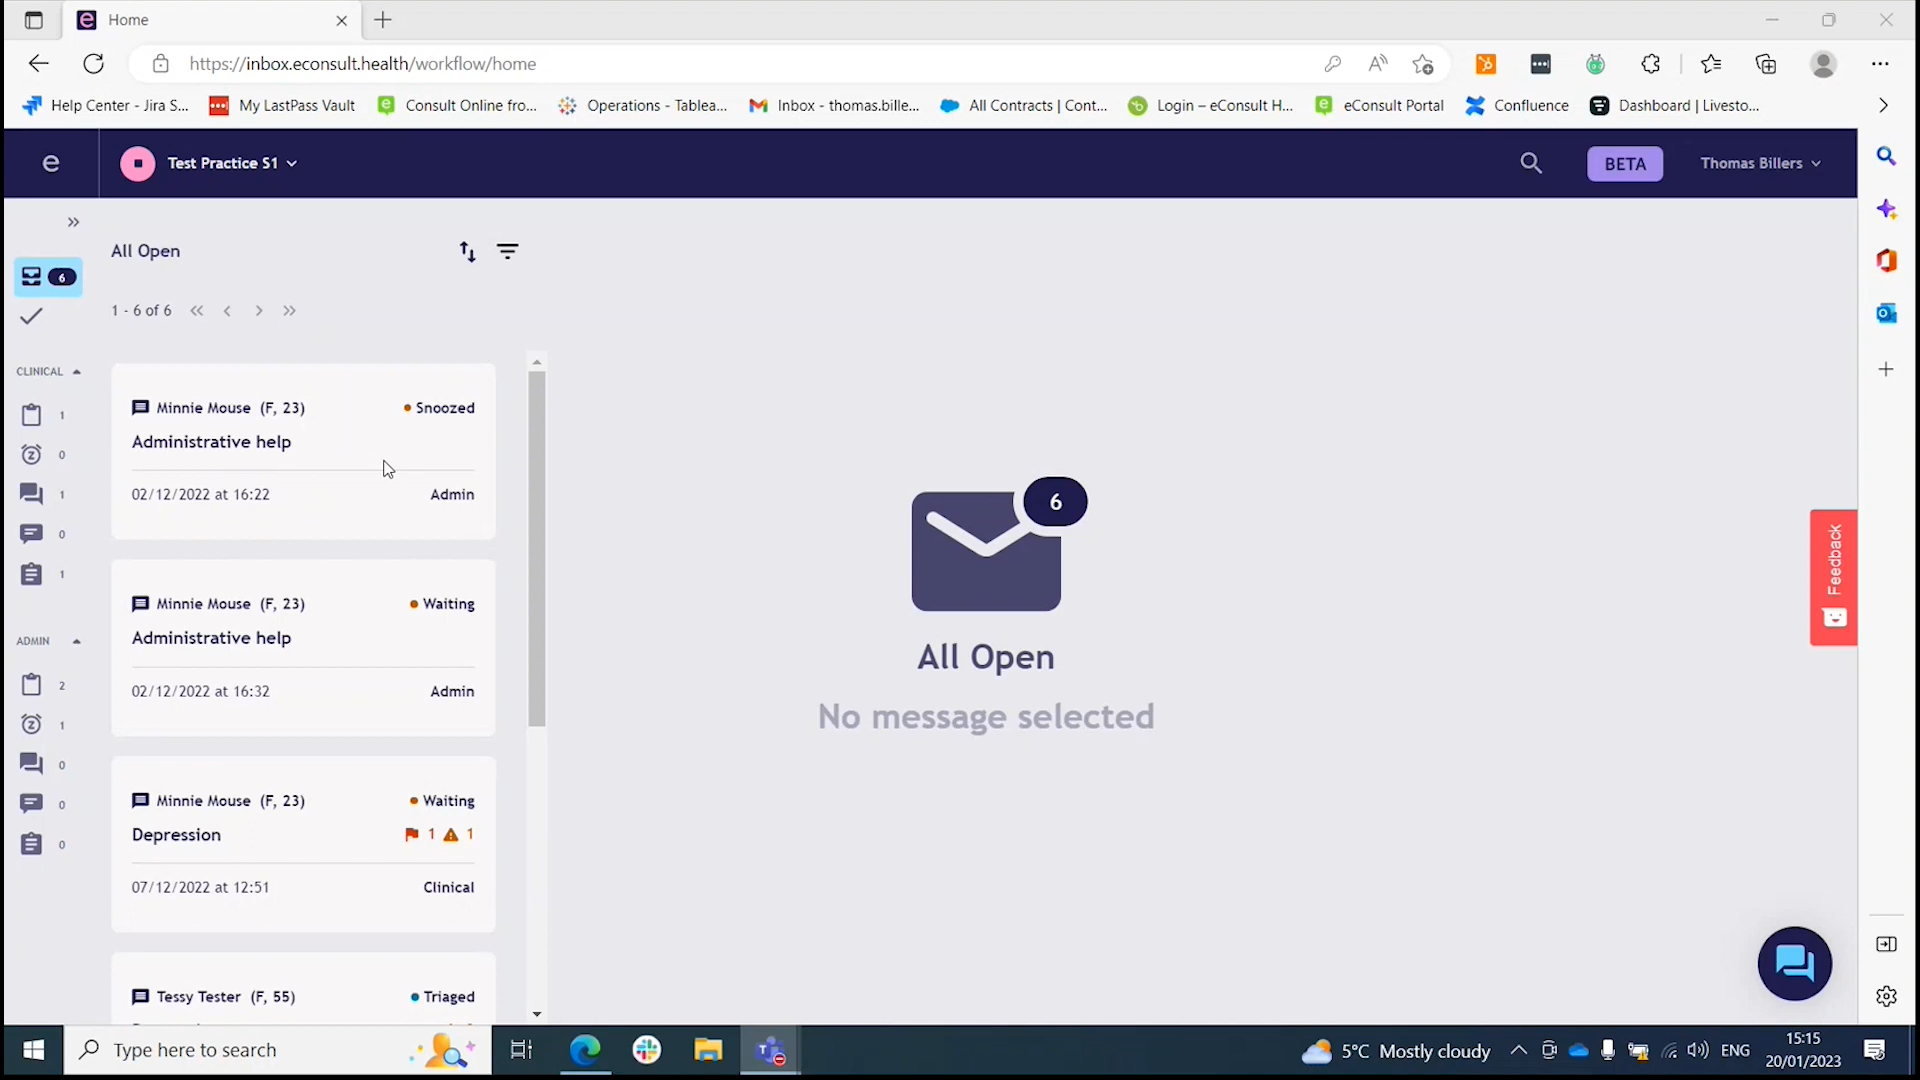 Home
https://inbox.econsult.health/workflow/home
Help Center - Jira S... My LastPass Vault Consult Online fro... Operations - Tablea... Inbox - thomas.bille... All Contracts | Cont... Login – eConsult H... eConsult Portal Confluence Dashboard | Livesto...
e Test Practice S1 BETA Thomas Billers
All Open
6
1 - 6 of 6
CLINICAL
1
0
1
0
1
ADMIN
2
1
0
0
0
Minnie Mouse (F, 23) Snoozed
Administrative help
02/12/2022 at 16:22 Admin
Minnie Mouse (F, 23) Waiting
Administrative help
02/12/2022 at 16:32 Admin
Minnie Mouse (F, 23) Waiting
Depression 1 1
07/12/2022 at 12:51 Clinical
Tessy Tester (F, 55) Triaged
6
All Open
No message selected
Feedback
Type here to search
5°C Mostly cloudy ENG 15:15
20/01/2023